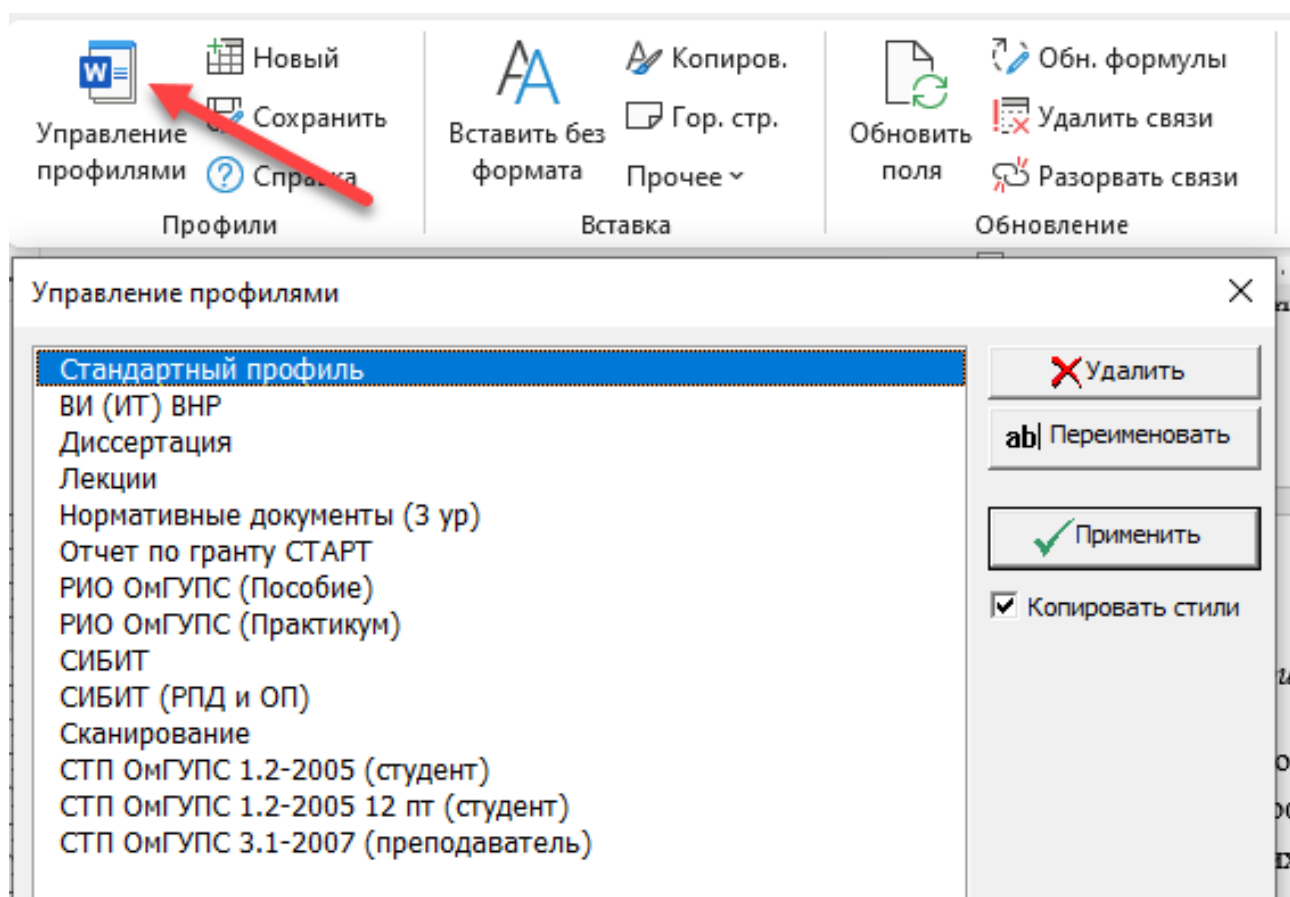 Новый
Сохранить
Управление профилями
Справка
Профили
Вставить без формата
Копиров.
Гор. стр.
Прочее
Вставка
Обновить поля
Обн. формулы
Удалить связи
Разорвать связи
Обновление
Управление профилями
Стандартный профиль
ВИ (ИТ) ВНР
Диссертация
Лекции
Нормативные документы (3 ур)
Отчет по гранту СТАРТ
РИО ОмГУПС (Пособие)
РИО ОмГУПС (Практикум)
СИБИТ
СИБИТ (РПД и ОП)
Сканирование
СТП ОмГУПС 1.2-2005 (студент)
СТП ОмГУПС 1.2-2005 12 пт (студент)
СТП ОмГУПС 3.1-2007 (преподаватель)
Удалить
ab| Переименовать
Применить
Копировать стили